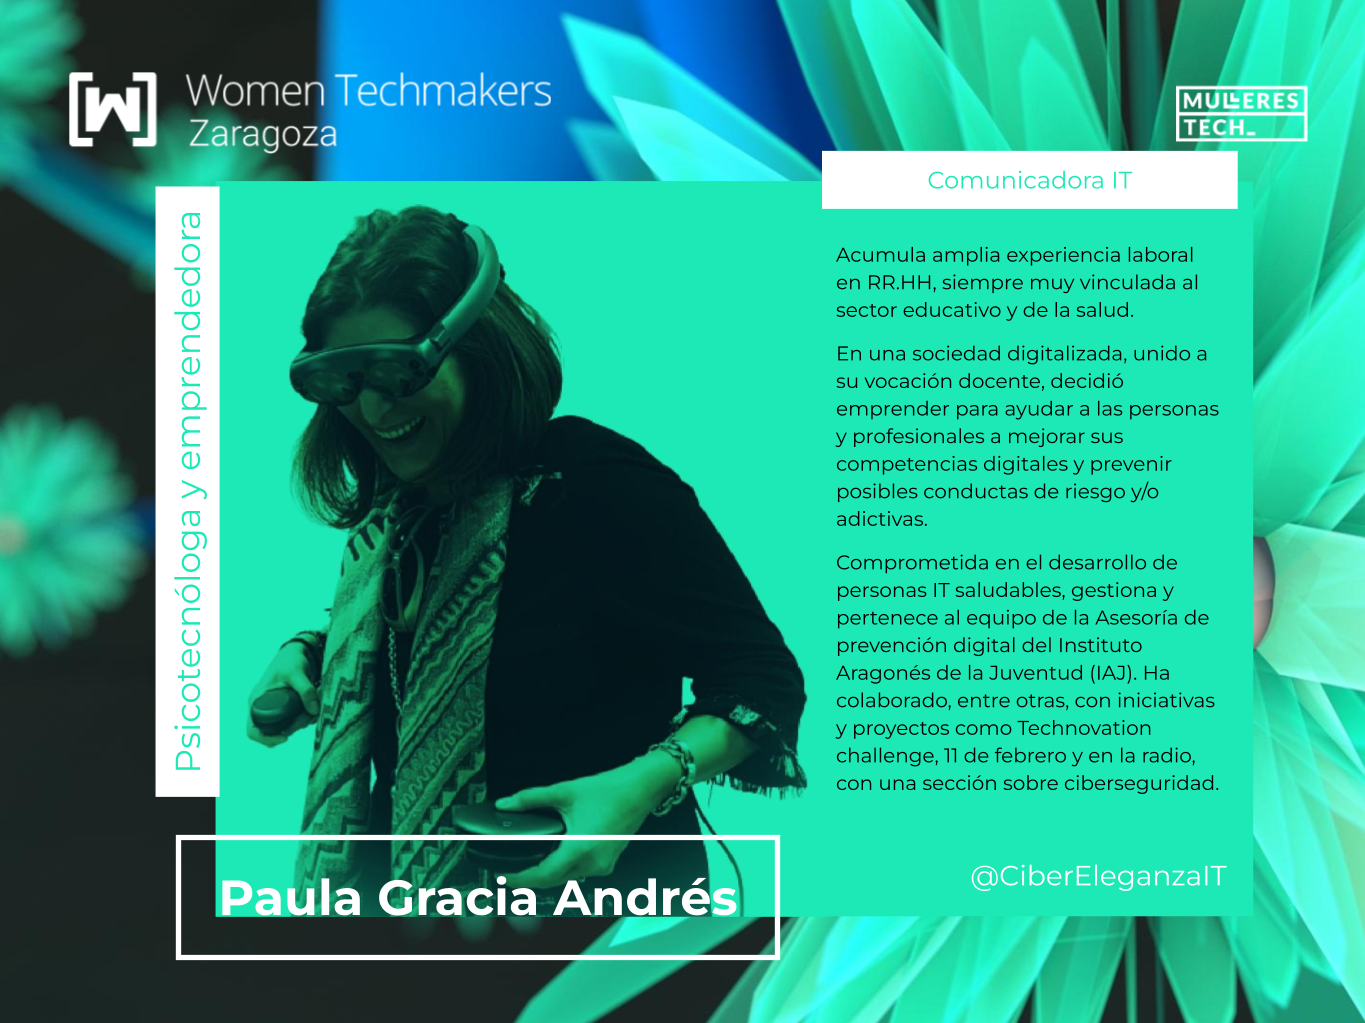 Women Techmakers
Zaragoza
MULLERES
TECH_
Comunicadora IT
Psicotecnóloga y emprendedora
Acumula amplia experiencia laboral
en RR.HH, siempre muy vinculada al
sector educativo y de la salud.
En una sociedad digitalizada, unido a
su vocación docente, decidió
emprender para ayudar a las personas
y profesionales a mejorar sus
competencias digitales y prevenir
posibles conductas de riesgo y/o
adictivas.
Comprometida en el desarrollo de
personas IT saludables, gestiona y
pertenece al equipo de la Asesoría de
prevención digital del Instituto
Aragonés de la Juventud (IAJ). Ha
colaborado, entre otras, con iniciativas
y proyectos como Technovation
challenge, 11 de febrero y en la radio,
con una sección sobre ciberseguridad.
@CiberEleganzaIT
Paula Gracia Andrés